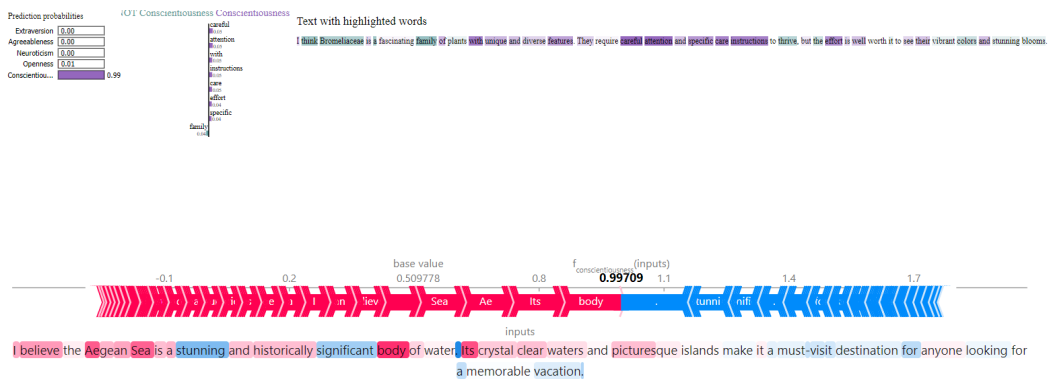 Prediction probabilities
Extraversion 0.00
Agreeableness 0.00
Neuroticism 0.00
Openness 0.01
Conscientiou... 0.99
NOT Conscientiousness Conscientiousness
careful
attention
with
instructions
care
effort
specific
family
Text with highlighted words
I think Bromeliaceae is a fascinating family of plants with unique and diverse features. They require careful attention and specific care instructions to thrive, but the effort is well worth it to see their vibrant colors and stunning blooms.
base value
f conscientiousness (inputs)
-0.1 0.2 0.509778 0.8 0.99709 1.1 1.4 1.7
Sea Ae Its body
inputs
I believe the Aegean Sea is a stunning and historically significant body of water. Its crystal clear waters and picturesque islands make it a must-visit destination for anyone looking for
a memorable vacation.